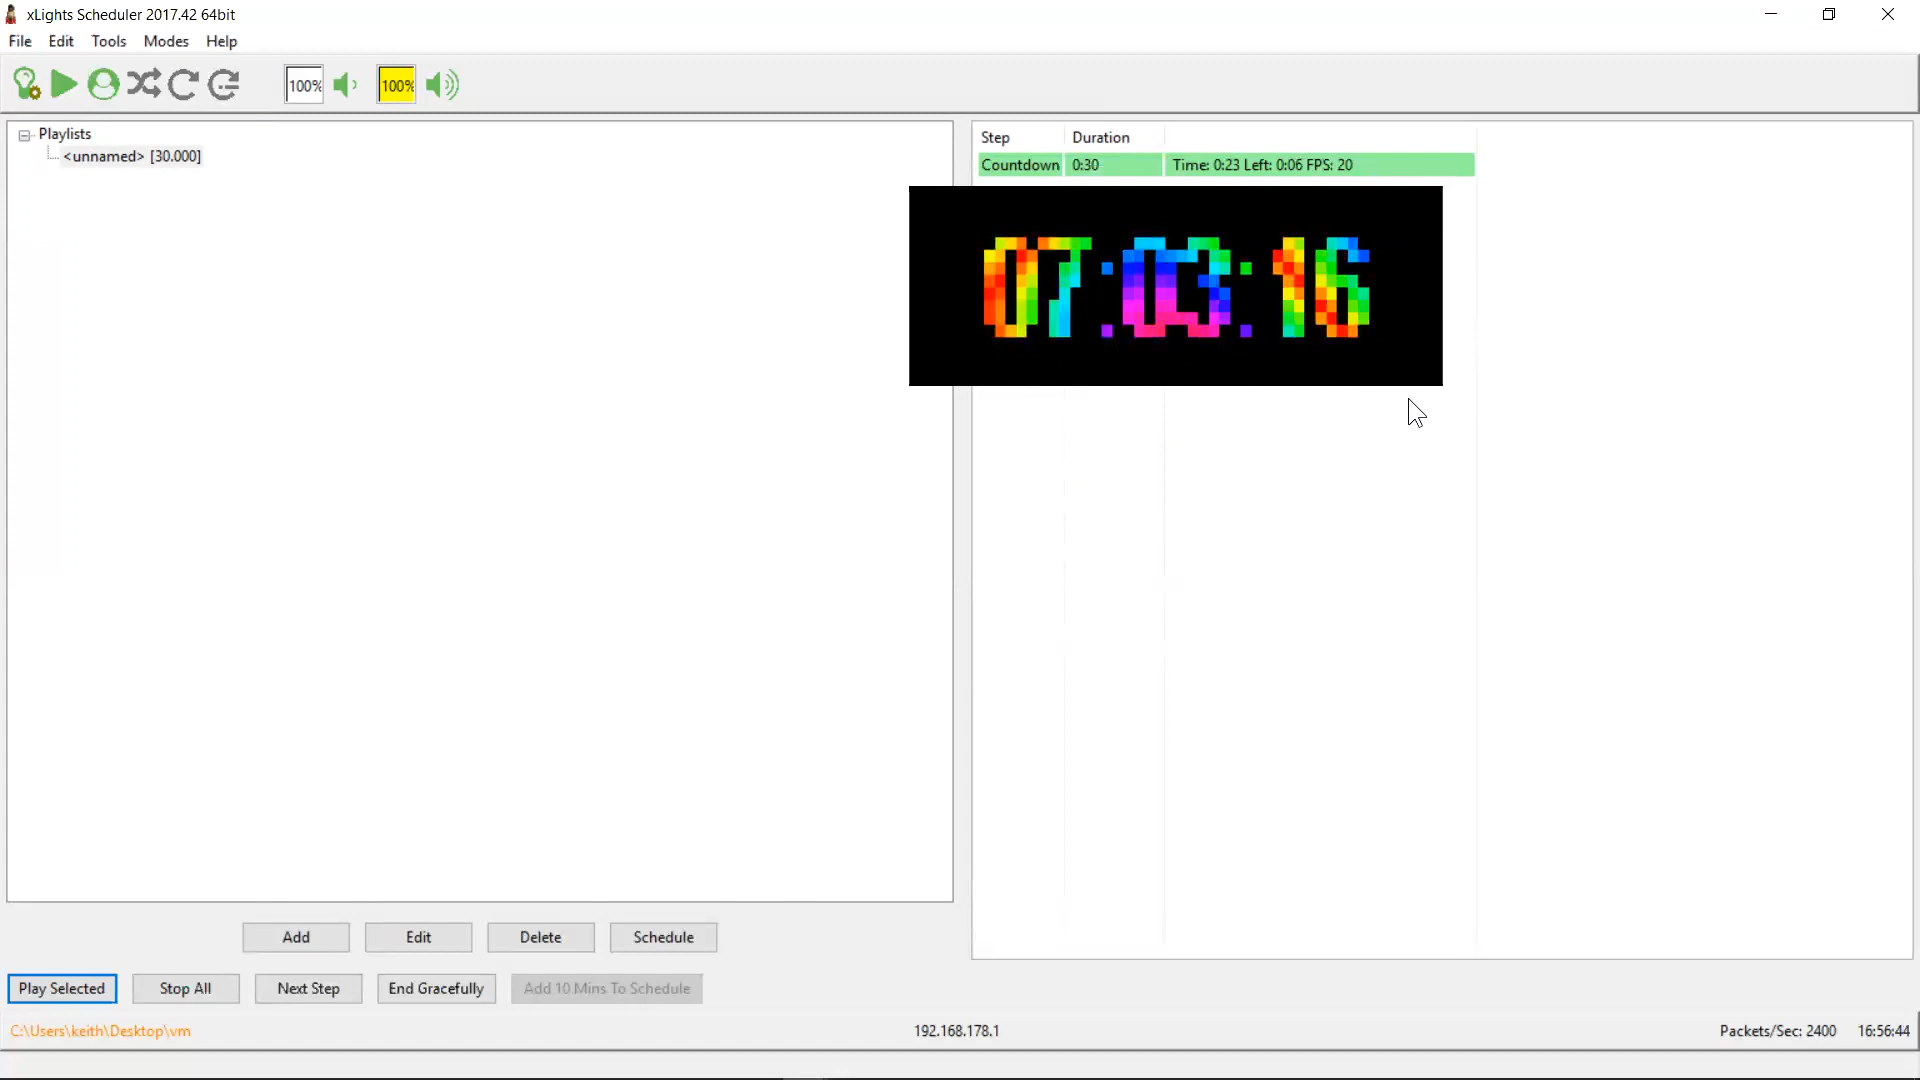 xLights Scheduler 2017.42 64bit
File Edit Tools Modes Help
100% 100%
Playlists
<unnamed> [30.000]
Step Duration
Countdown 0:30 Time: 0:23 Left: 0:06 FPS: 20
07:03:16
Add Edit Delete Schedule
Play Selected Stop All Next Step End Gracefully Add 10 Mins To Schedule
C:\Users\keith\Desktop\vm 192.168.178.1 Packets/Sec: 2400 16:56:44